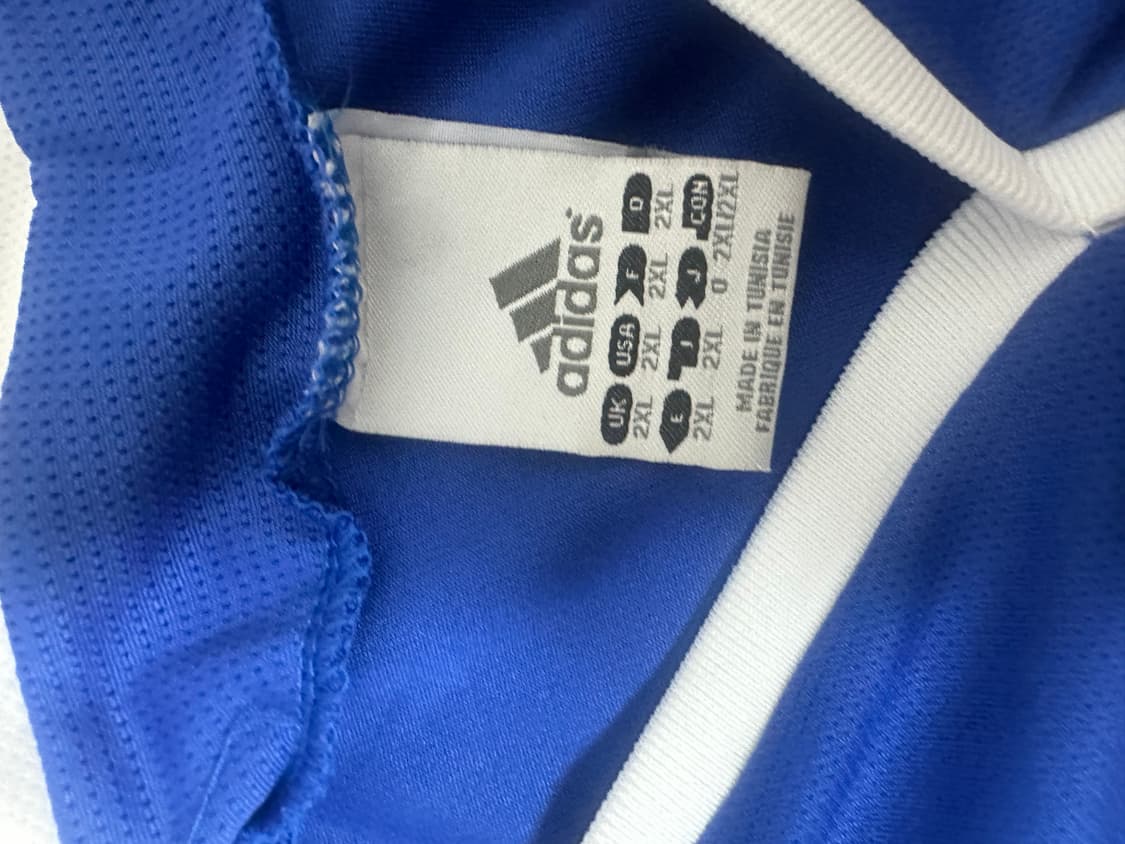 adidas
UK USA F D
2XL 2XL 2XL 2XL
E I J CON
2XL 2XL O 2XL/2XL
MADE IN TUNISIA
FABRIQUE EN TUNISIE